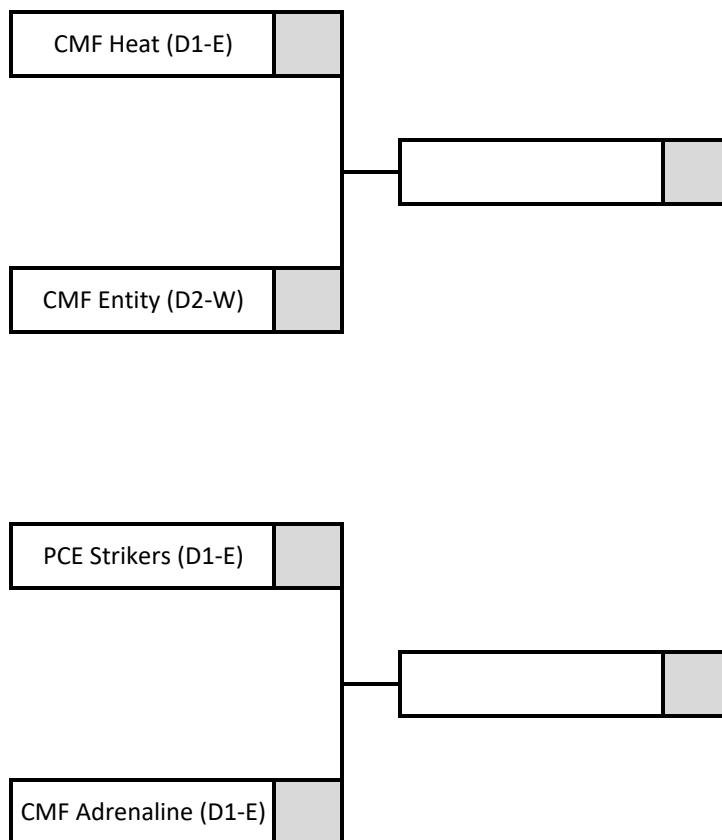 CMF Heat (D1-E)
CMF Entity (D2-W)
PCE Strikers (D1-E)
CMF Adrenaline (D1-E)